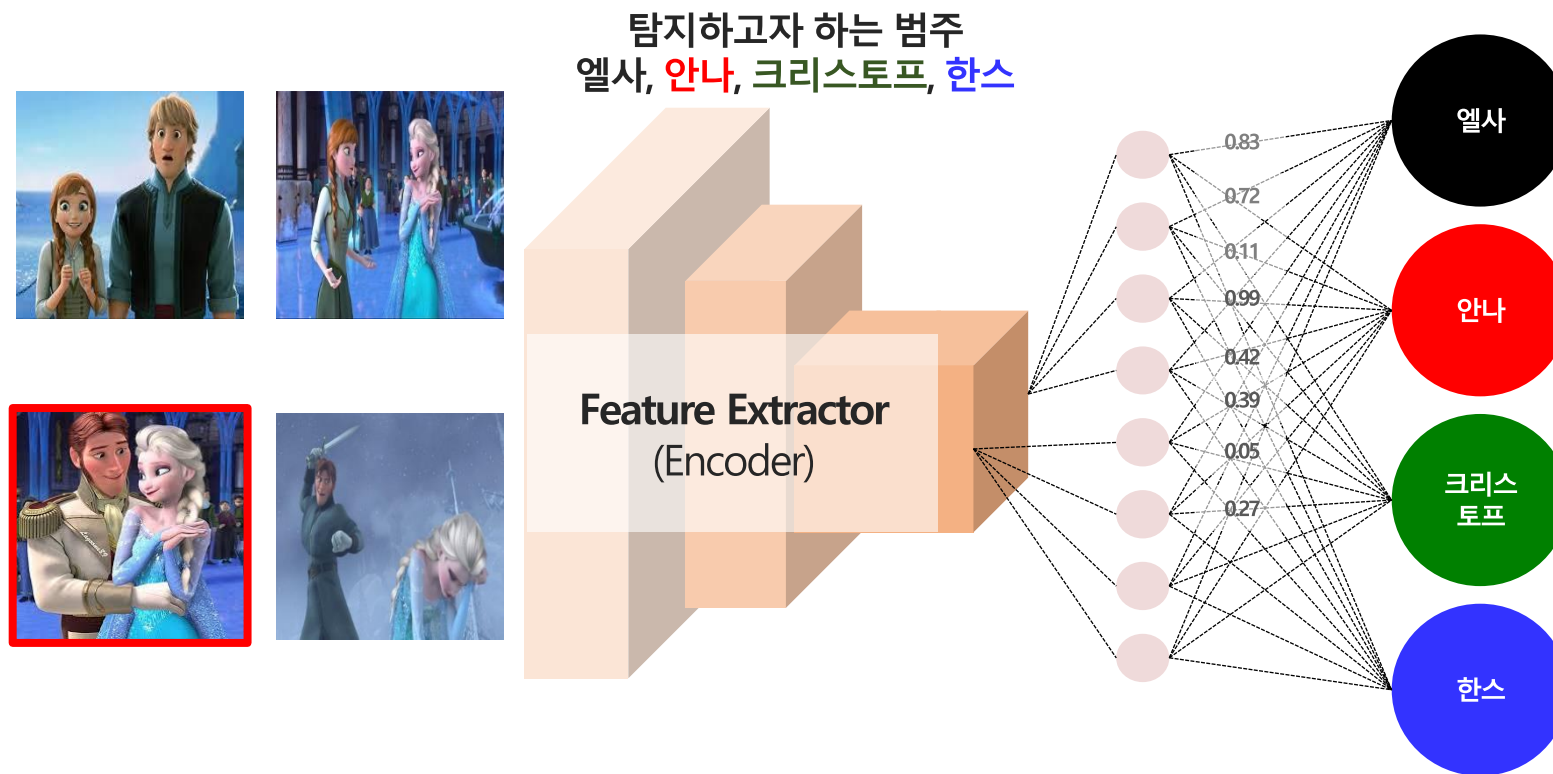 탐지하고자 하는 범주
엘사, 안나, 크리스토프, 한스
Feature Extractor
(Encoder)
0.83
0.72
0.11
0.99
0.42
0.39
0.05
0.27
엘사
안나
크리스
토프
한스